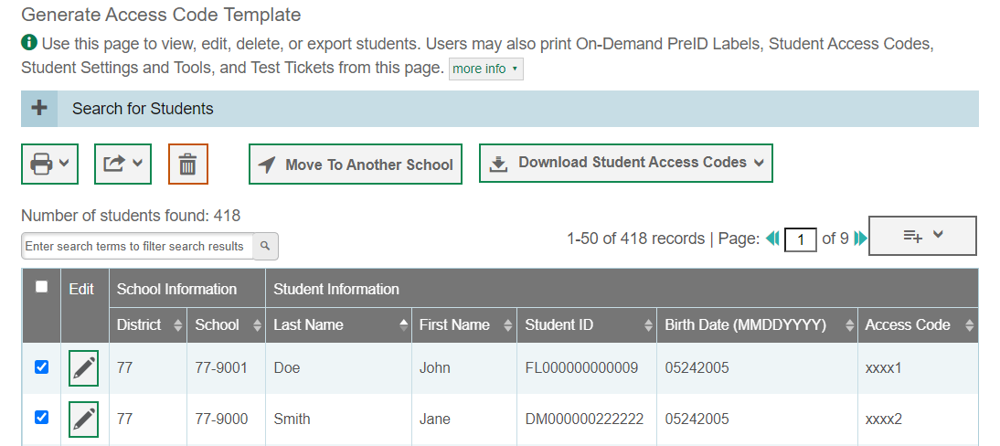 Generate Access Code Template
Use this page to view, edit, delete, or export students. Users may also print On-Demand PreID Labels, Student Access Codes,
Student Settings and Tools, and Test Tickets from this page. more info
Search for Students
Move To Another School Download Student Access Codes
Number of students found: 418
Enter search terms to filter search results
1-50 of 418 records | Page: 1 of 9
Edit School Information Student Information
District School Last Name First Name Student ID Birth Date (MMDDYYYY) Access Code
77 77-9001 Doe John FL000000000009 05242005 xxxx1
77 77-9000 Smith Jane DM000000222222 05242005 xxxx2